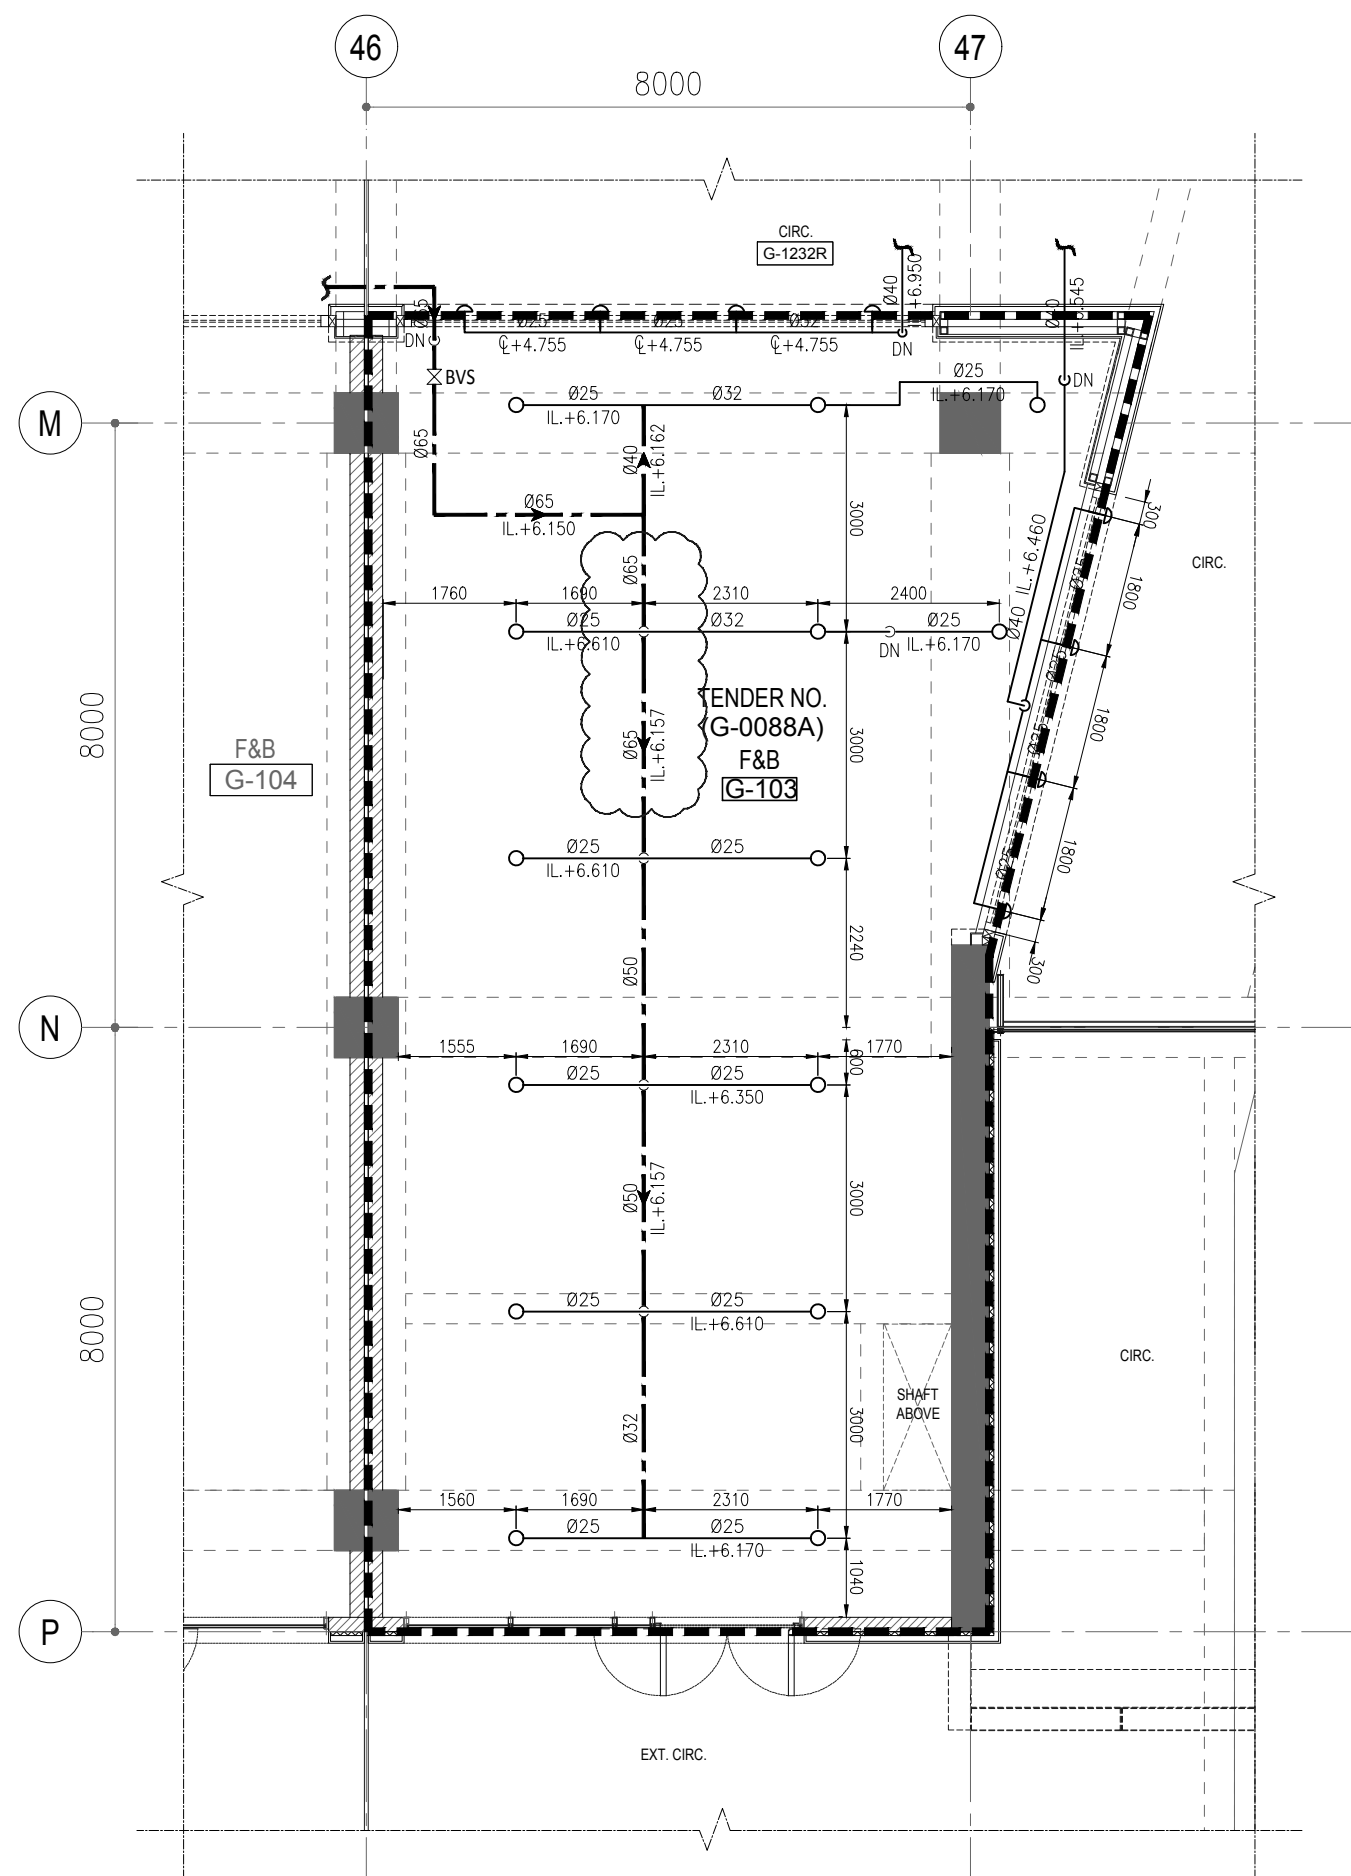 46
47
8000
CIRC.
G-1232R
Ø40
IL.+6.950
Ø40
Ø25
Ø25
Ø32
DN
℄+4.755
℄+4.755
℄+4.755
DN
BVS
Ø25
DN
Ø25
Ø32
IL.+6.170
IL.+6.170
M
Ø65
Ø40
IL.+6.162
Ø65
IL.+6.150
3000
300
IL.+6.460
Ø40
CIRC.
Ø65
1800
1760
1690
2310
2400
Ø25
Ø32
Ø25
IL.+6.610
DN
IL.+6.170
TENDER NO.
(G-0088A)
F&B
G-103
Ø65
IL.+6.157
3000
1800
8000
F&B
G-104
Ø25
Ø25
IL.+6.610
1800
Ø25
2240
Ø50
300
N
1555
1690
2310
1770
600
Ø25
Ø25
IL.+6.350
Ø50
IL.+6.157
3000
8000
Ø25
Ø25
IL.+6.610
CIRC.
SHAFT
ABOVE
Ø32
3000
1560
1690
2310
1770
Ø25
Ø25
IL.+6.170
1040
P
EXT. CIRC.